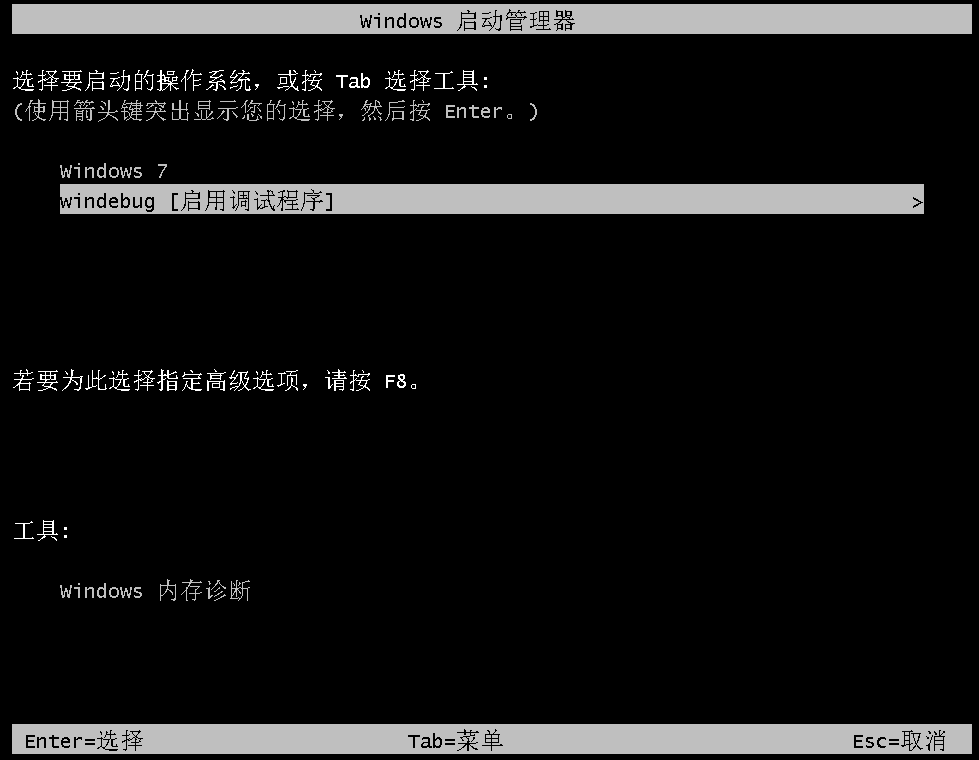 Windows 启动管理器
选择要启动的操作系统，或按 Tab 选择工具:
(使用箭头键突出显示您的选择，然后按 Enter。)
Windows 7
windebug [启用调试程序] >
若要为此选择指定高级选项，请按 F8。
工具:
Windows 内存诊断
Enter=选择 Tab=菜单 Esc=取消